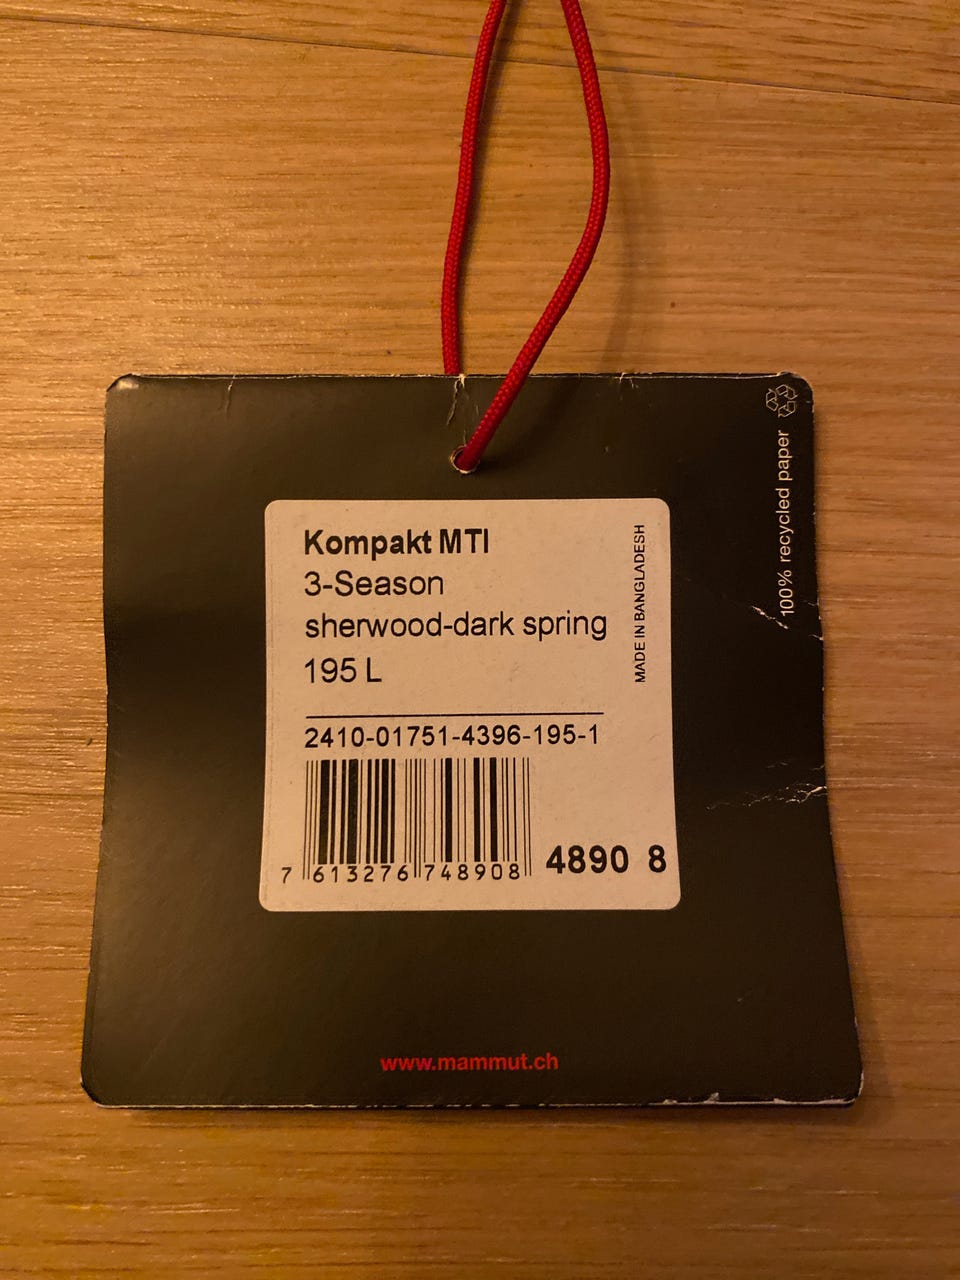 100% recycled paper
Kompakt MTI
3-Season
sherwood-dark spring
195 L
MADE IN BANGLADESH
2410-01751-4396-195-1
7 613276 748908
4890 8
www.mammut.ch